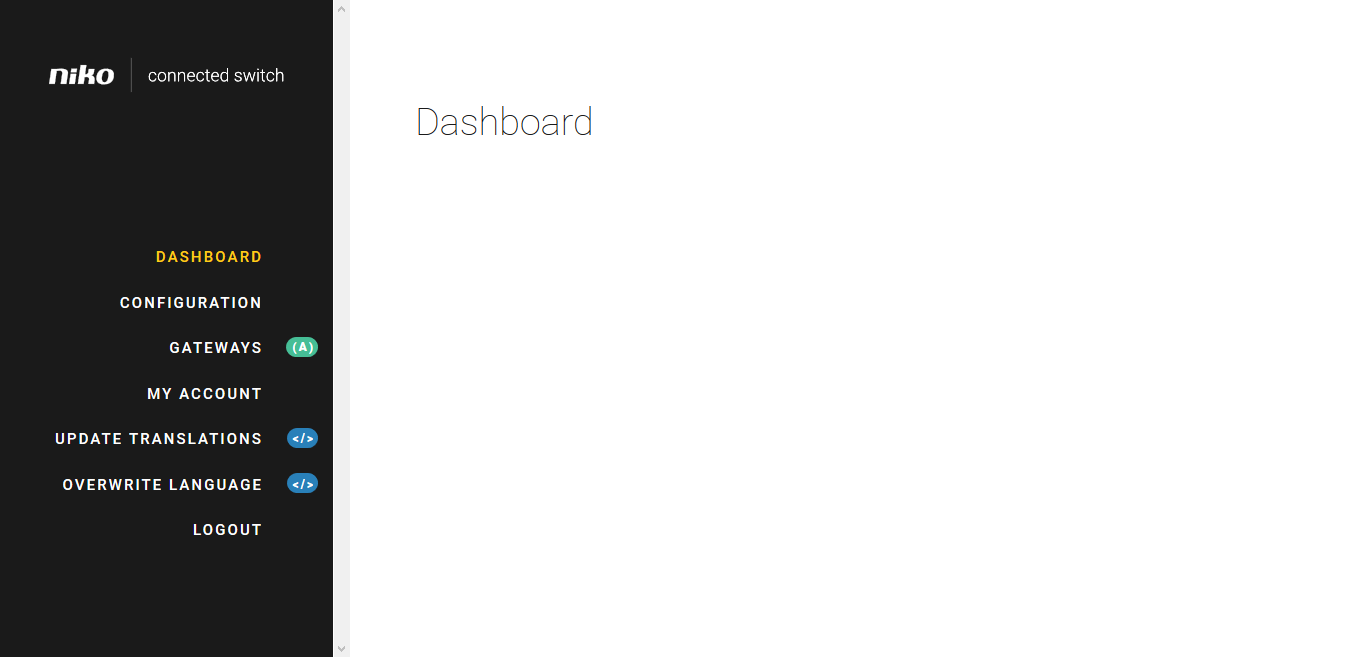 niko connected switch
Dashboard
DASHBOARD
CONFIGURATION
GATEWAYS (A)
MY ACCOUNT
UPDATE TRANSLATIONS </>
OVERWRITE LANGUAGE </>
LOGOUT